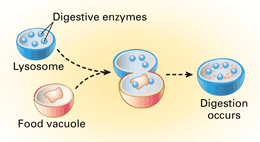 Digestive enzymes
Lysosome
Food vacuole
Digestion
occurs